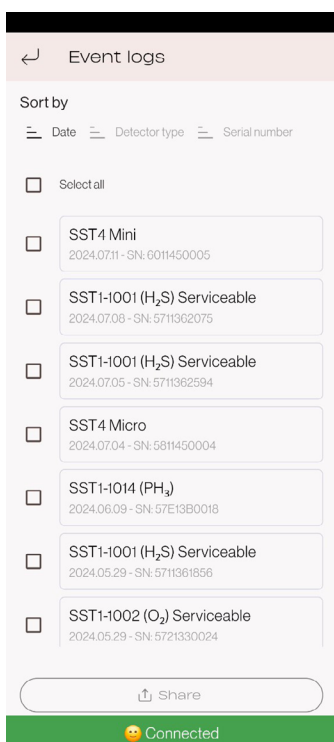 Event logs
Sort by
Date Detector type Serial number
Select all
SST4 Mini
2024.07.11 - SN: 6011450005
SST1-1001 (H₂S) Serviceable
2024.07.08 - SN: 5711362075
SST1-1001 (H₂S) Serviceable
2024.07.05 - SN: 5711362594
SST4 Micro
2024.07.04 - SN: 5811450004
SST1-1014 (PH₃)
2024.06.09 - SN: 57E13B0018
SST1-1001 (H₂S) Serviceable
2024.05.29 - SN: 5711361856
SST1-1002 (O₂) Serviceable
2024.05.29 - SN: 5721330024
Share
Connected